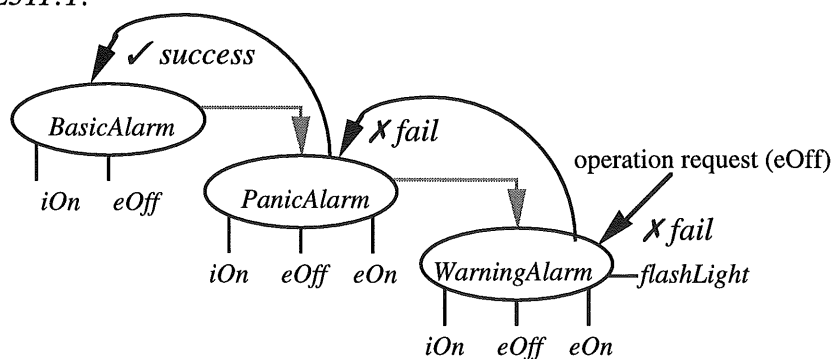 ✓ success
BasicAlarm
✗ fail
iOn eOff
operation request (eOff)
PanicAlarm
✗ fail
iOn eOff eOn
WarningAlarm
flashLight
iOn eOff eOn